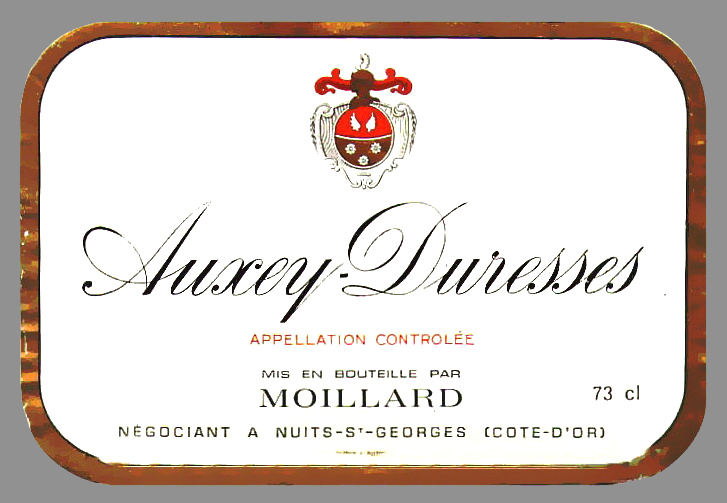 Auxey-Duresses
APPELLATION CONTROLÉE
MIS EN BOUTEILLE PAR
MOILLARD
73 cl
NÉGOCIANT A NUITS-Sᵀ-GEORGES (COTE-D'OR)